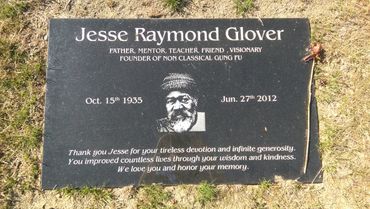 Jesse Raymond Glover
FATHER, MENTOR, TEACHER, FRIEND, VISIONARY
FOUNDER OF NON CLASSICAL GUNG FU
Oct. 15th 1935
Jun. 27th 2012
Thank you Jesse for your tireless devotion and infinite generosity.
You improved countless lives through your wisdom and kindness.
We love you and honor your memory.